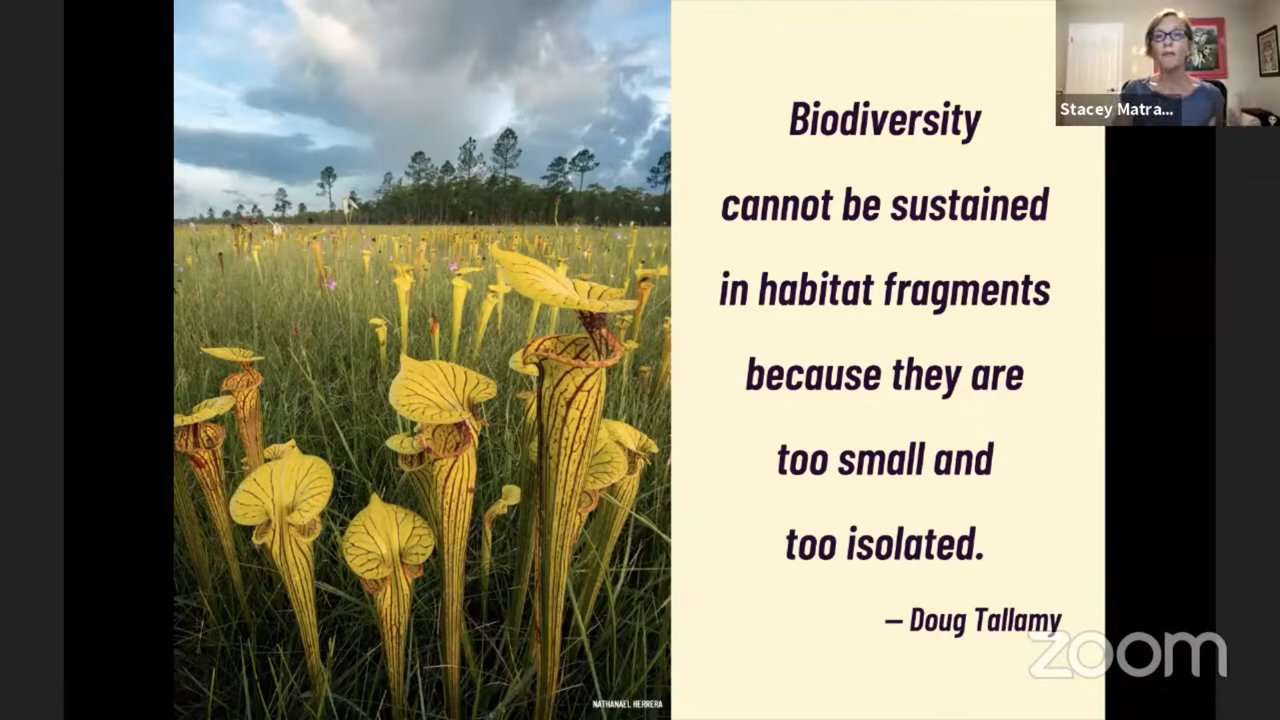 Biodiversity
cannot be sustained
in habitat fragments
because they are
too small and
too isolated.
– Doug Tallamy
Stacey Matra...
NATHANAEL HERRERA
zoom